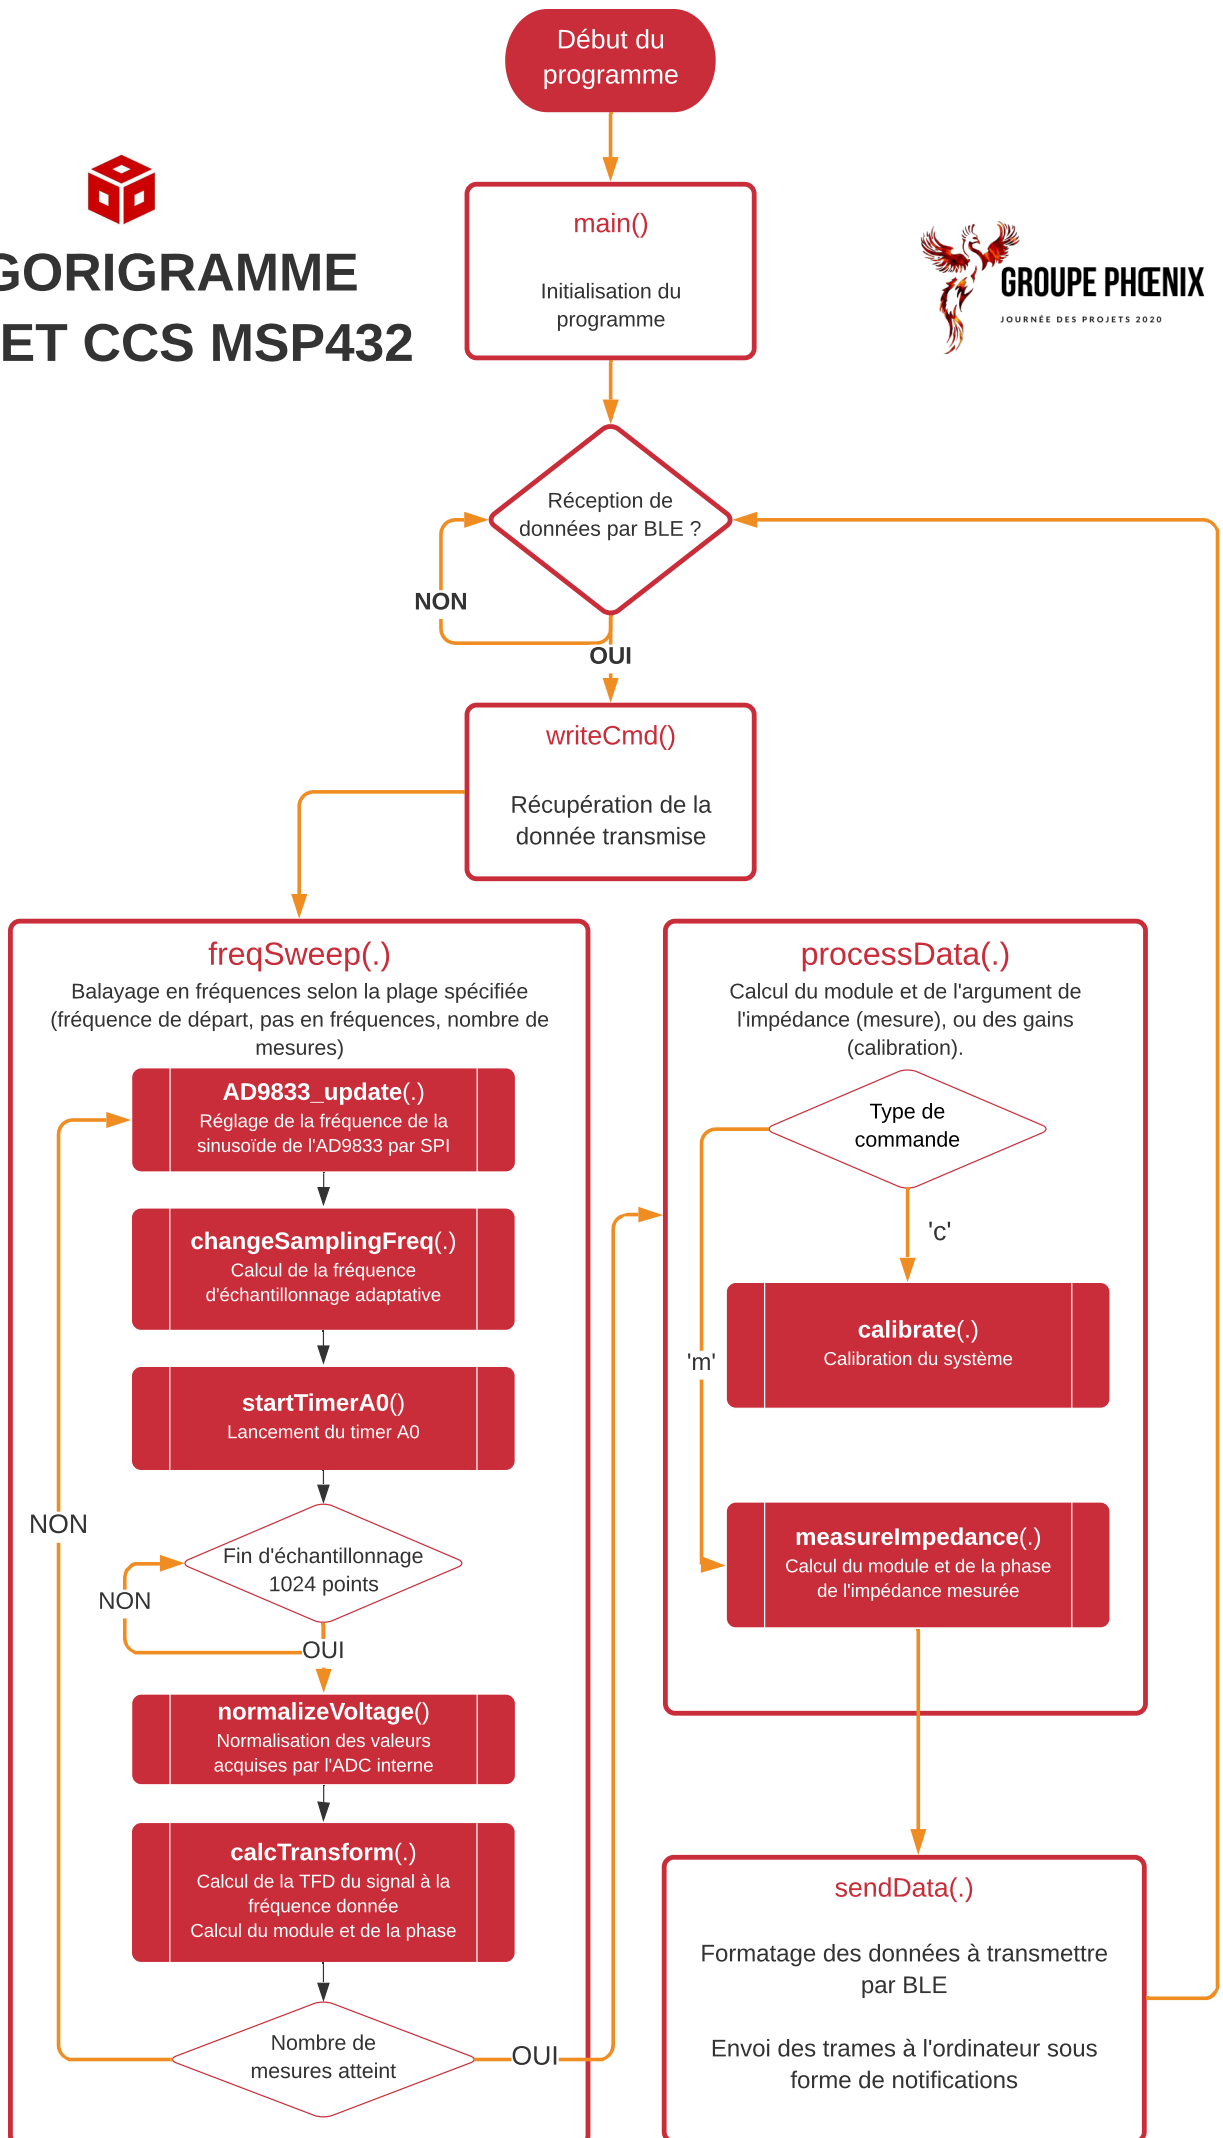 Début du
programme
main()
Initialisation du
programme
GORIGRAMME
ET CCS MSP432
GROUPE PHŒNIX
JOURNÉE DES PROJETS 2020
Réception de
données par BLE ?
NON
OUI
writeCmd()
Récupération de la
donnée transmise
freqSweep(.)
Balayage en fréquences selon la plage spécifiée
(fréquence de départ, pas en fréquences, nombre de
mesures)
AD9833_update(.)
Réglage de la fréquence de la
sinusoïde de l'AD9833 par SPI
changeSamplingFreq(.)
Calcul de la fréquence
d'échantillonnage adaptative
startTimerA0()
Lancement du timer A0
NON
Fin d'échantillonnage
1024 points
NON
OUI
normalizeVoltage()
Normalisation des valeurs
acquises par l'ADC interne
calcTransform(.)
Calcul de la TFD du signal à la
fréquence donnée
Calcul du module et de la phase
Nombre de
mesures atteint
OUI
processData(.)
Calcul du module et de l'argument de
l'impédance (mesure), ou des gains
(calibration).
Type de
commande
'c'
calibrate(.)
Calibration du système
'm'
measureImpedance(.)
Calcul du module et de la phase
de l'impédance mesurée
sendData(.)
Formatage des données à transmettre
par BLE
Envoi des trames à l'ordinateur sous
forme de notifications